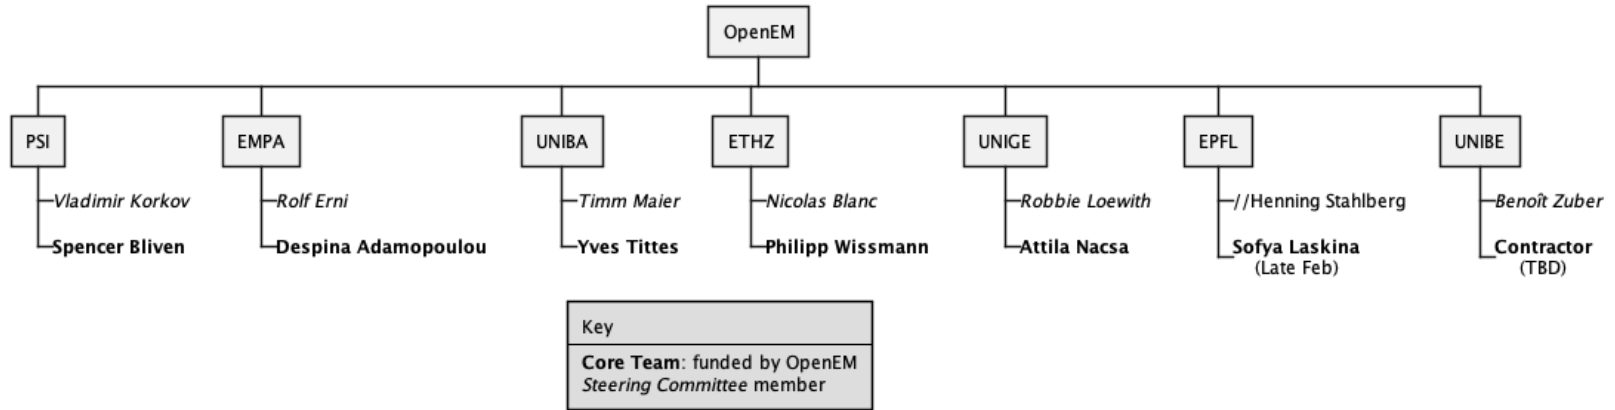 OpenEM
PSI
EMPA
UNIBA
ETHZ
UNIGE
EPFL
UNIBE
Vladimir Korkov
Rolf Erni
Timm Maier
Nicolas Blanc
Robbie Loewith
//Henning Stahlberg
Benoît Zuber
Spencer Bliven
Despina Adamopoulou
Yves Tittes
Philipp Wissmann
Attila Nacsa
Sofya Laskina
(Late Feb)
Contractor
(TBD)
Key
Core Team: funded by OpenEM
Steering Committee member